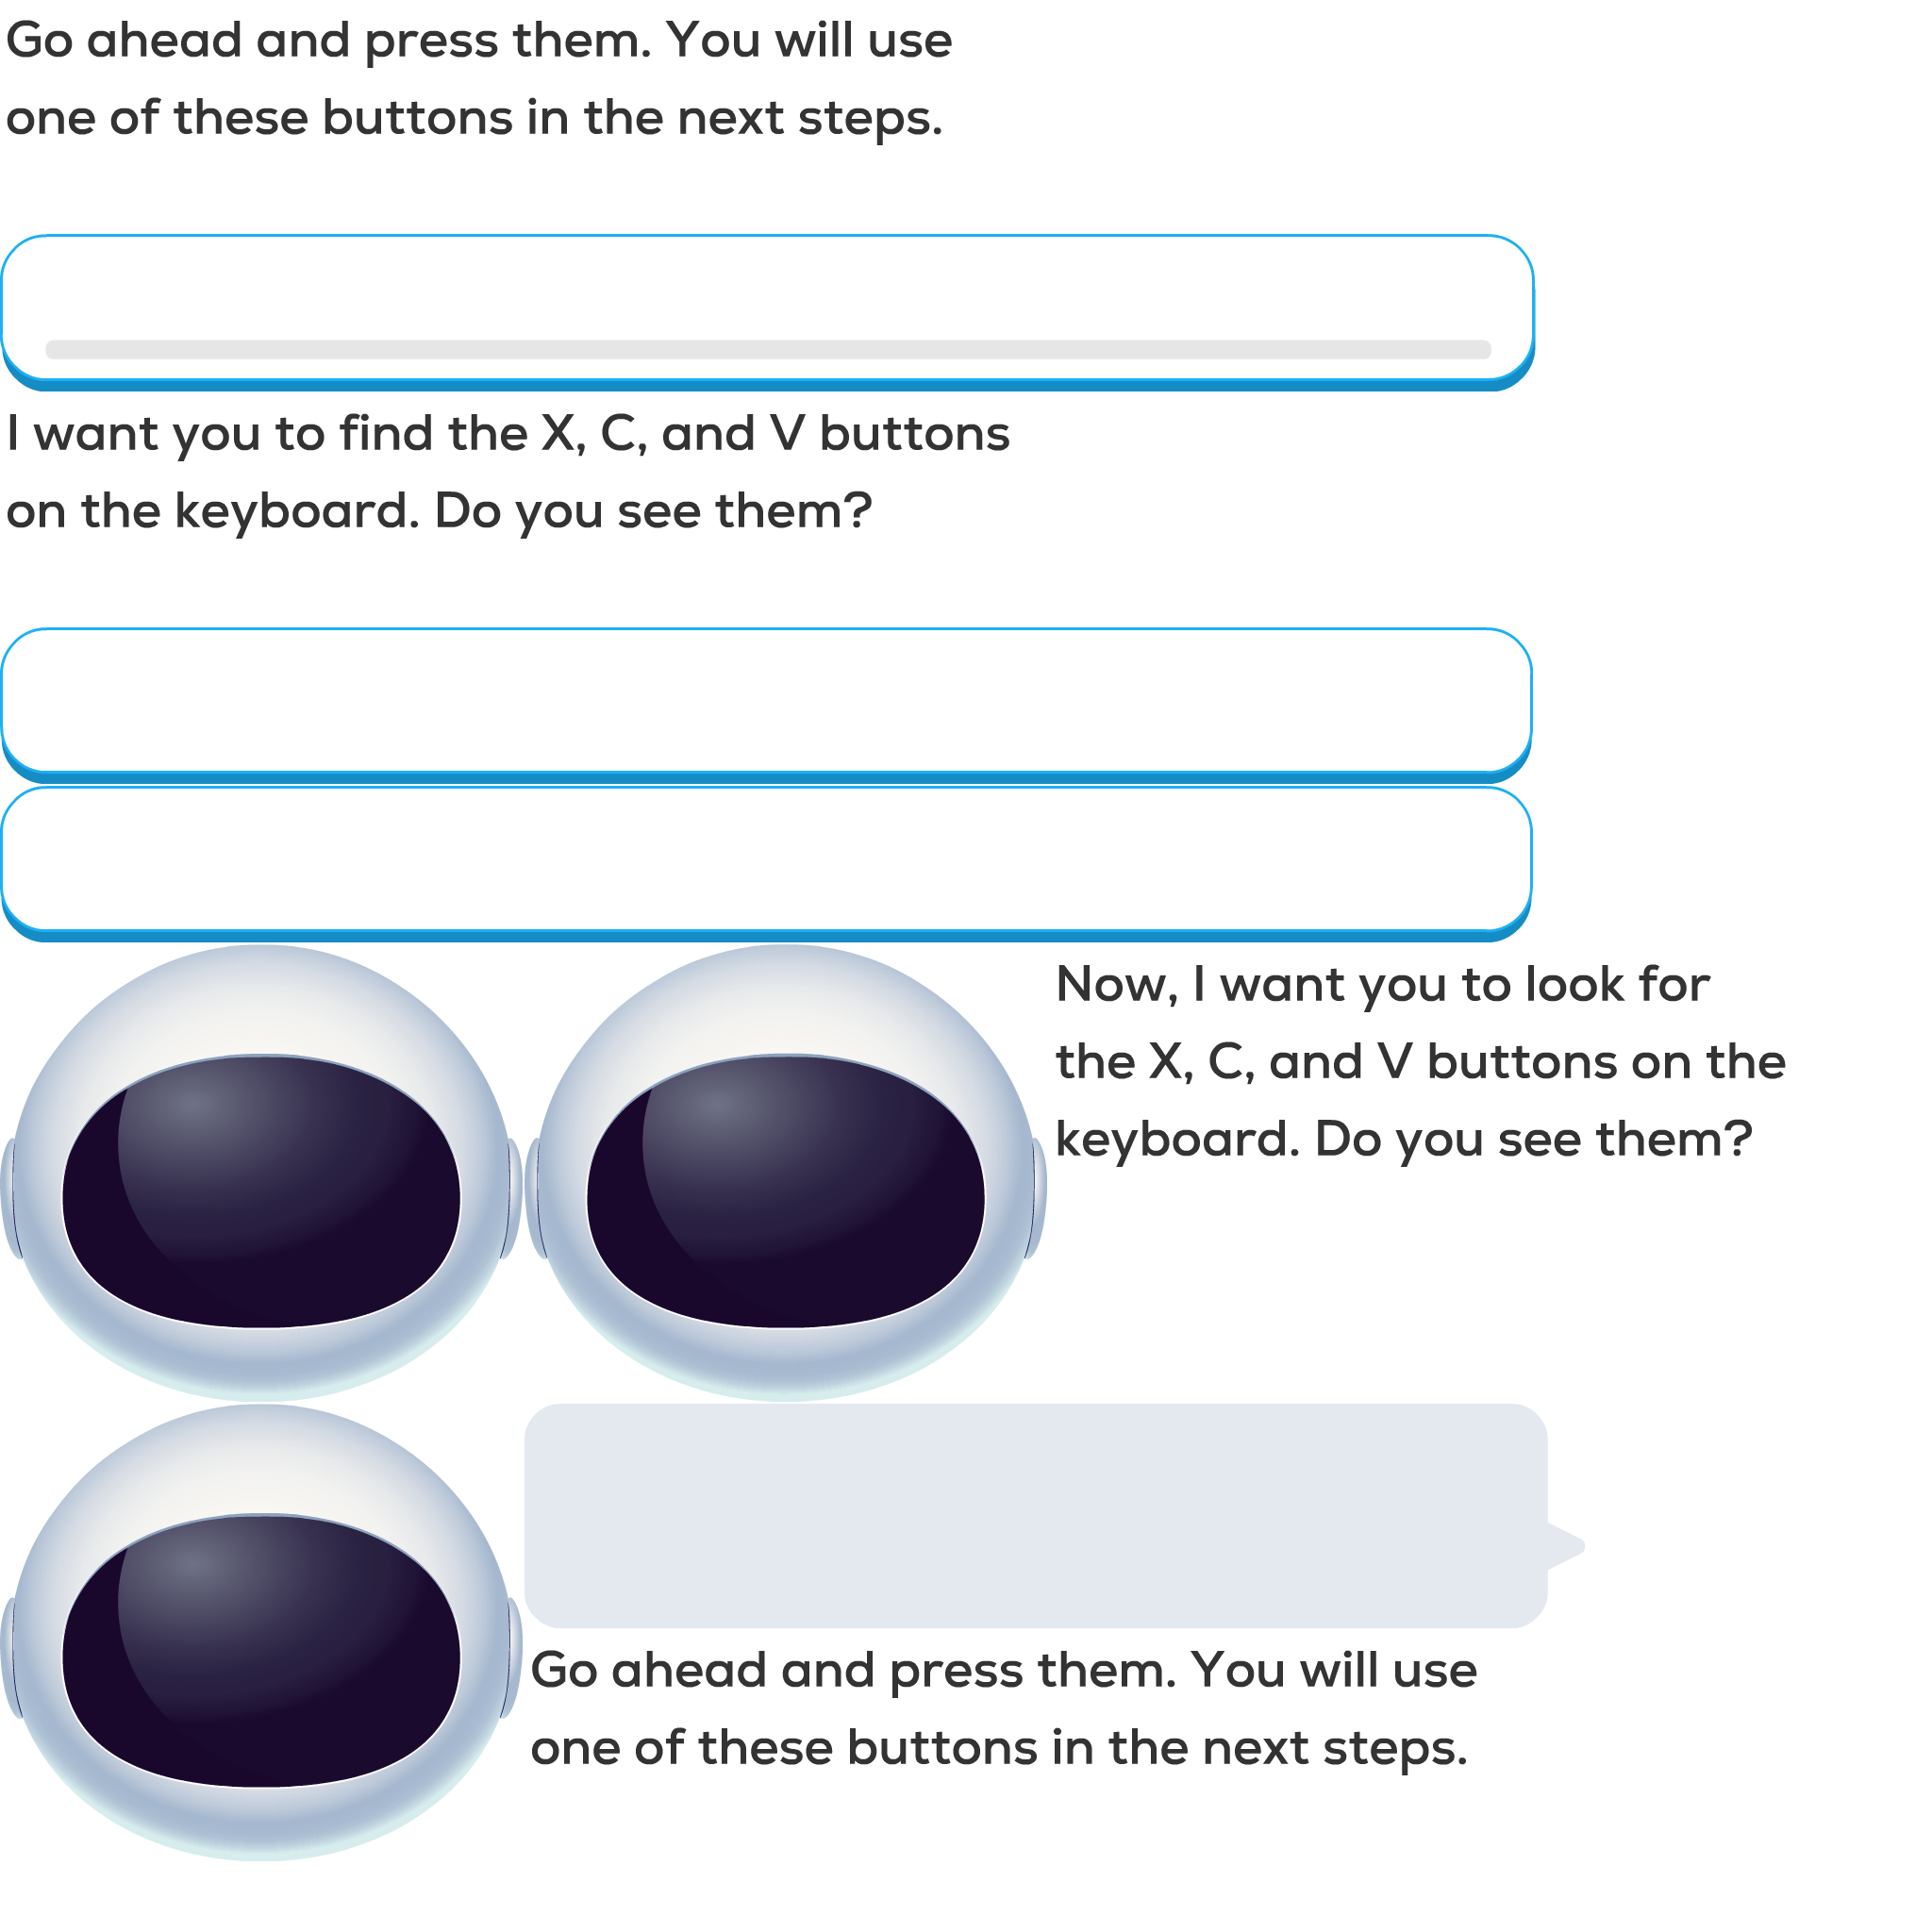 Go ahead and press them. You will use
one of these buttons in the next steps.
I want you to find the X, C, and V buttons
on the keyboard. Do you see them?
Now, I want you to look for
the X, C, and V buttons on the
keyboard. Do you see them?
Go ahead and press them. You will use
one of these buttons in the next steps.